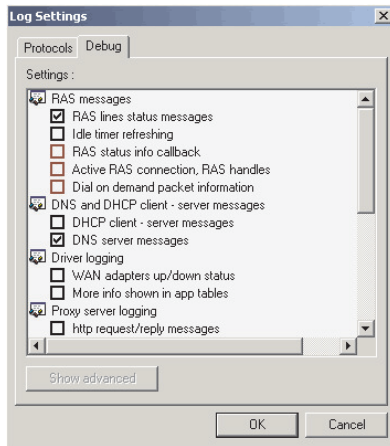 Log Settings
Protocols
Debug
Settings :
RAS messages
RAS lines status messages
Idle timer refreshing
RAS status info callback
Active RAS connection, RAS handles
Dial on demand packet information
DNS and DHCP client - server messages
DHCP client - server messages
DNS server messages
Driver logging
WAN adapters up/down status
More info shown in app tables
Proxy server logging
http request/reply messages
Show advanced
OK
Cancel